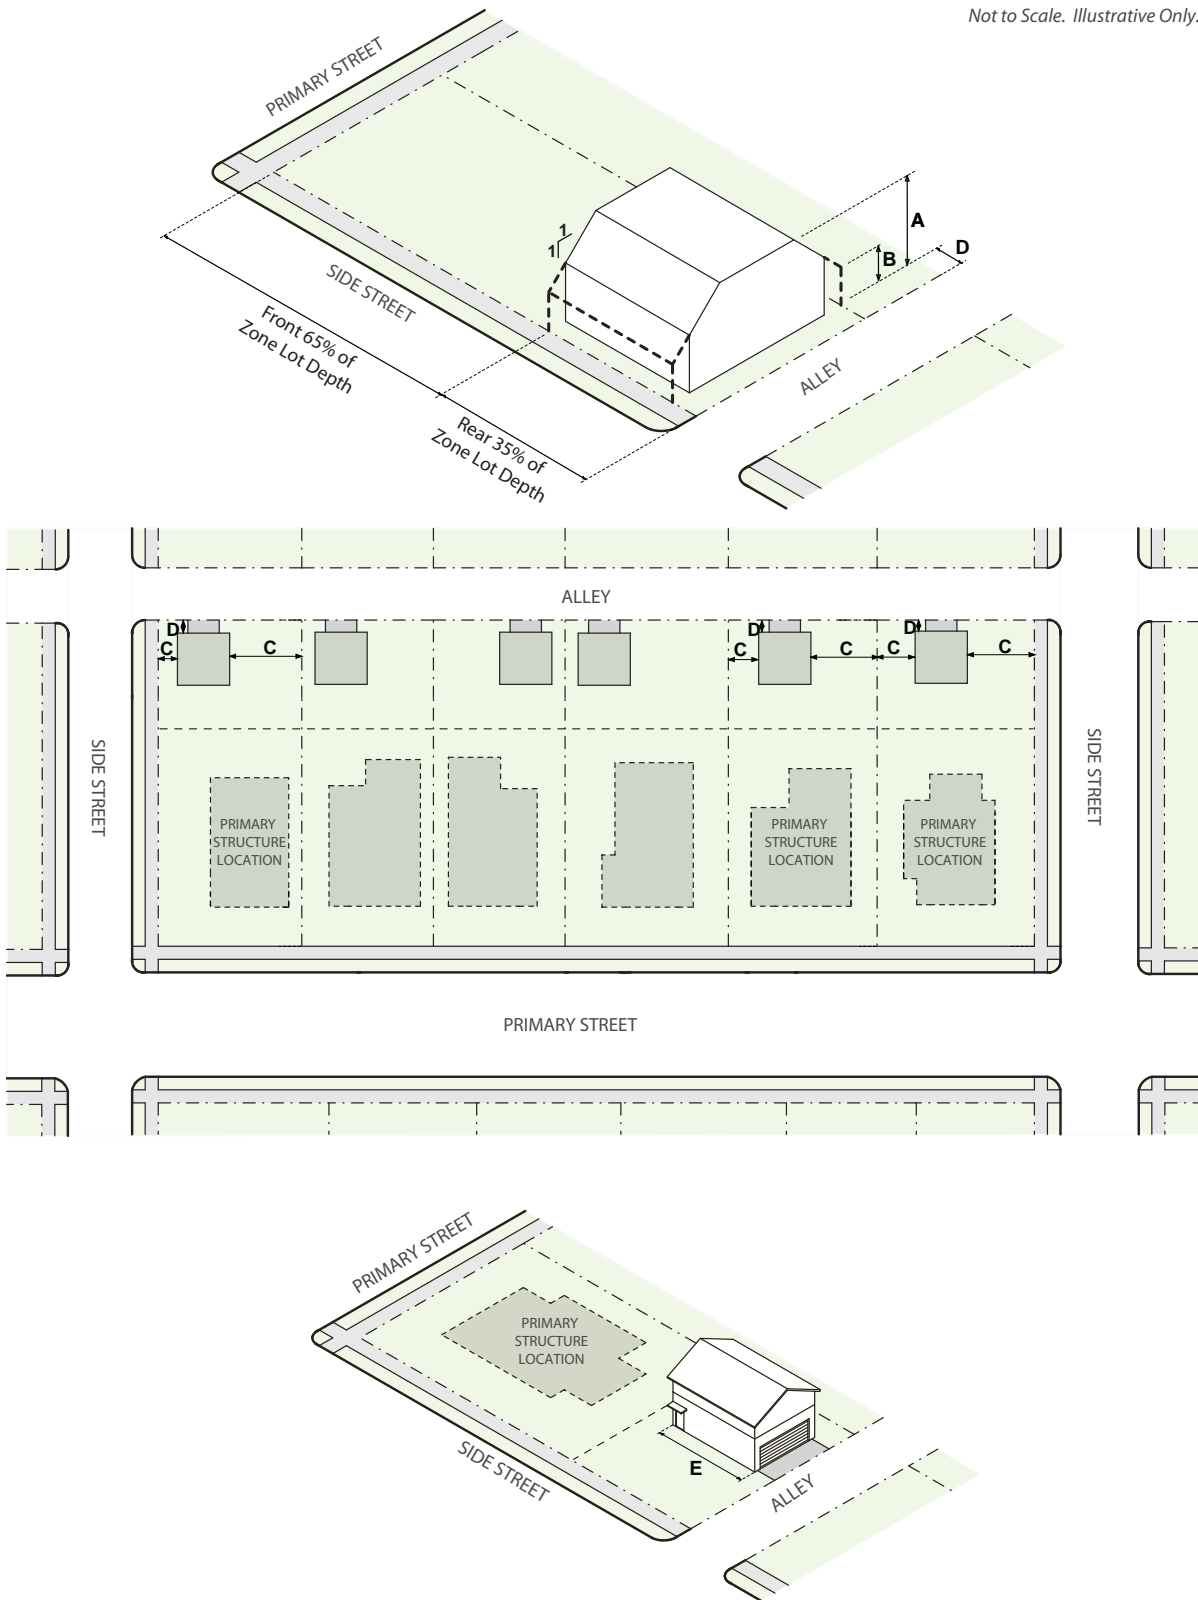 Not to Scale. Illustrative Only.
PRIMARY STREET
A
B
D
1
1
SIDE STREET
Front 65% of
Zone Lot Depth
ALLEY
Rear 35% of
Zone Lot Depth
ALLEY
D
C
C
D
C
C
C
D
C
SIDE STREET
SIDE STREET
PRIMARY
STRUCTURE
LOCATION
PRIMARY
STRUCTURE
LOCATION
PRIMARY
STRUCTURE
LOCATION
PRIMARY STREET
PRIMARY STREET
PRIMARY
STRUCTURE
LOCATION
SIDE STREET
E
ALLEY